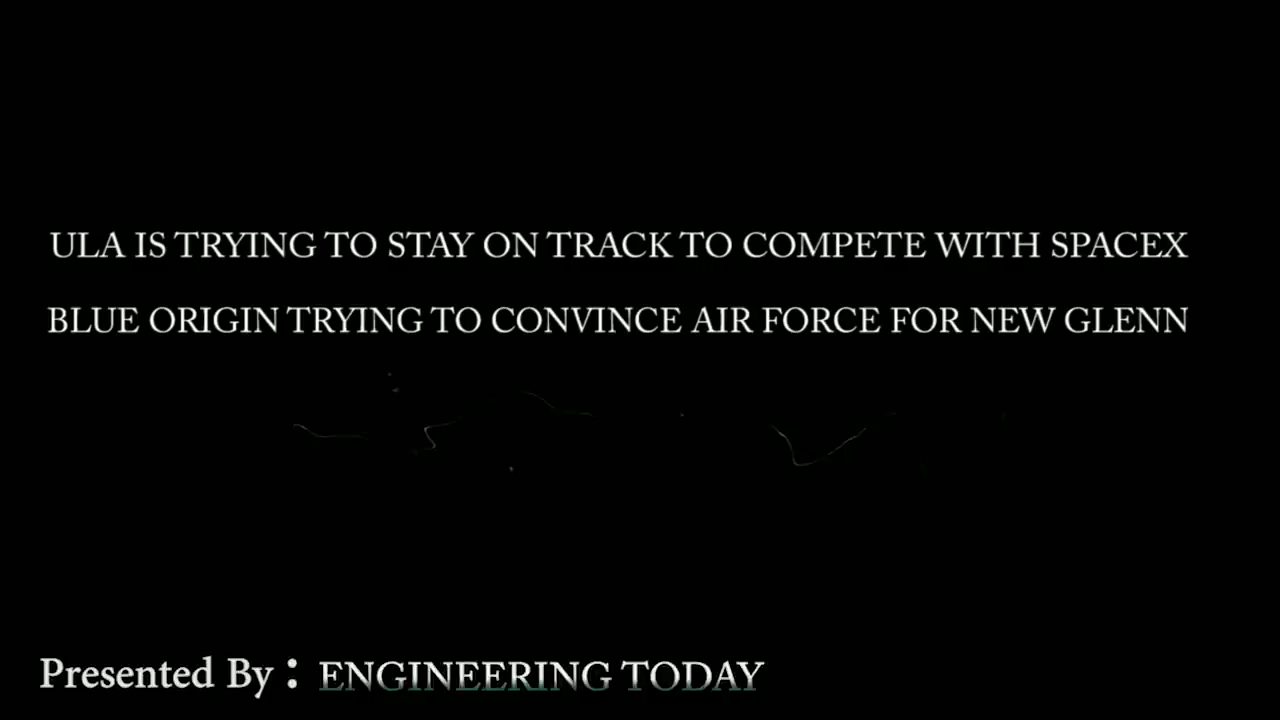 ULA IS TRYING TO STAY ON TRACK TO COMPETE WITH SPACEX
BLUE ORIGIN TRYING TO CONVINCE AIR FORCE FOR NEW GLENN
Presented By : ENGINEERING TODAY